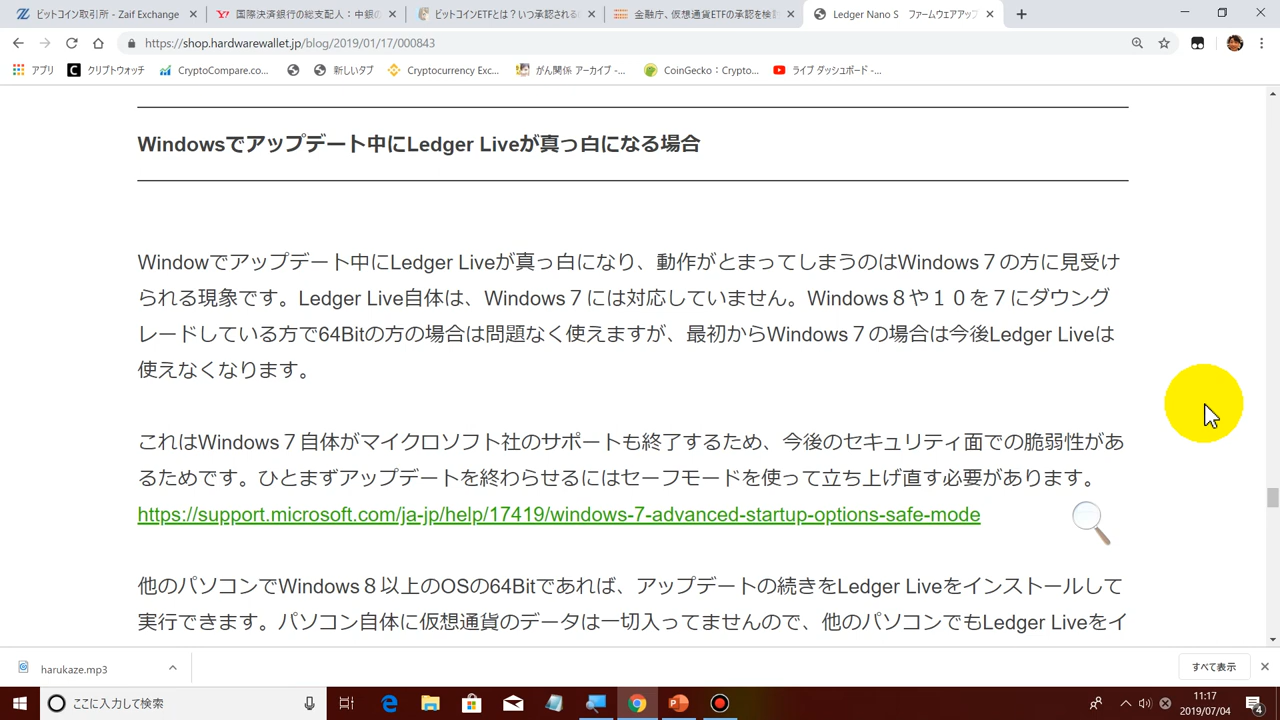 ビットコイン取引所 - Zaif Exchange
国際決済銀行の総支配人：中銀の
ビットコインETFとは？いつ承認される
金融庁、仮想通貨ETFの承認を検討
Ledger Nano S　ファームウェアアップ
https://shop.hardwarewallet.jp/blog/2019/01/17/000843
アプリ
クリプトウォッチ
CryptoCompare.co...
新しいタブ
Cryptocurrency Exc...
がん関係 アーカイブ -...
CoinGecko：Crypto...
ライブ ダッシュボード -...
Windowsでアップデート中にLedger Liveが真っ白になる場合
Windowでアップデート中にLedger Liveが真っ白になり、動作がとまってしまうのはWindows７の方に見受け
られる現象です。Ledger Live自体は、Windows７には対応していません。Windows８や１０を７にダウング
レードしている方で64Bitの方の場合は問題なく使えますが、最初からWindows７の場合は今後Ledger Liveは
使えなくなります。
これはWindows７自体がマイクロソフト社のサポートも終了するため、今後のセキュリティ面での脆弱性があ
るためです。ひとまずアップデートを終わらせるにはセーフモードを使って立ち上げ直す必要があります。
https://support.microsoft.com/ja-jp/help/17419/windows-7-advanced-startup-options-safe-mode
他のパソコンでWindows８以上のOSの64Bitであれば、アップデートの続きをLedger Liveをインストールして
実行できます。パソコン自体に仮想通貨のデータは一切入ってませんので、他のパソコンでもLedger Liveをイ
harukaze.mp3
すべて表示
ここに入力して検索
11:17
2019/07/04
4